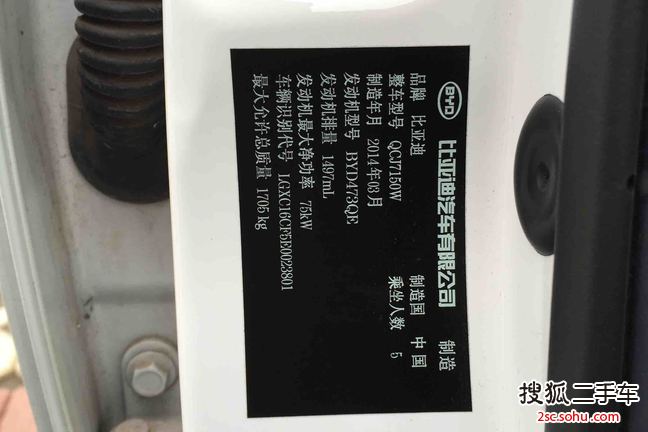 BYD 比亚迪汽车有限公司 制造
品牌 比亚迪 制造国 中国
整车型号 QCJ7150W 乘坐人数 5
制造年月 2014年03月
发动机型号 BYD473QE
发动机排量 1497mL
发动机最大净功率 75kW
车辆识别代号 LGXC16CF5E0023801
最大允许总质量 1705kg
搜狐二手车
2sc.sohu.com